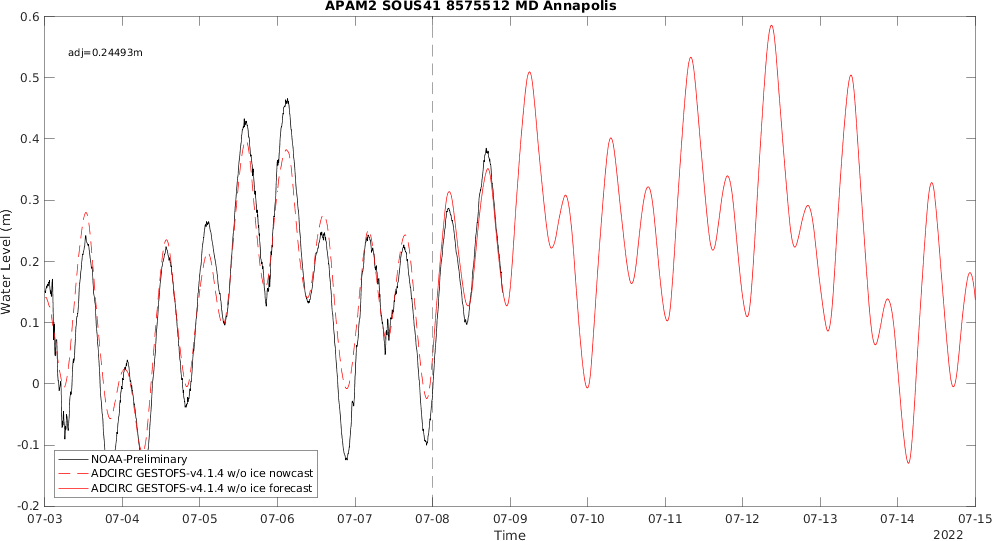 APAM2 SOUS41 8575512 MD Annapolis
adj=0.24493m
Water Level (m)
0.6
0.5
0.4
0.3
0.2
0.1
0
-0.1
-0.2
NOAA-Preliminary
ADCIRC GESTOFS-v4.1.4 w/o ice nowcast
ADCIRC GESTOFS-v4.1.4 w/o ice forecast
07-03 07-04 07-05 07-06 07-07 07-08 07-09 07-10 07-11 07-12 07-13 07-14 07-15
Time
2022